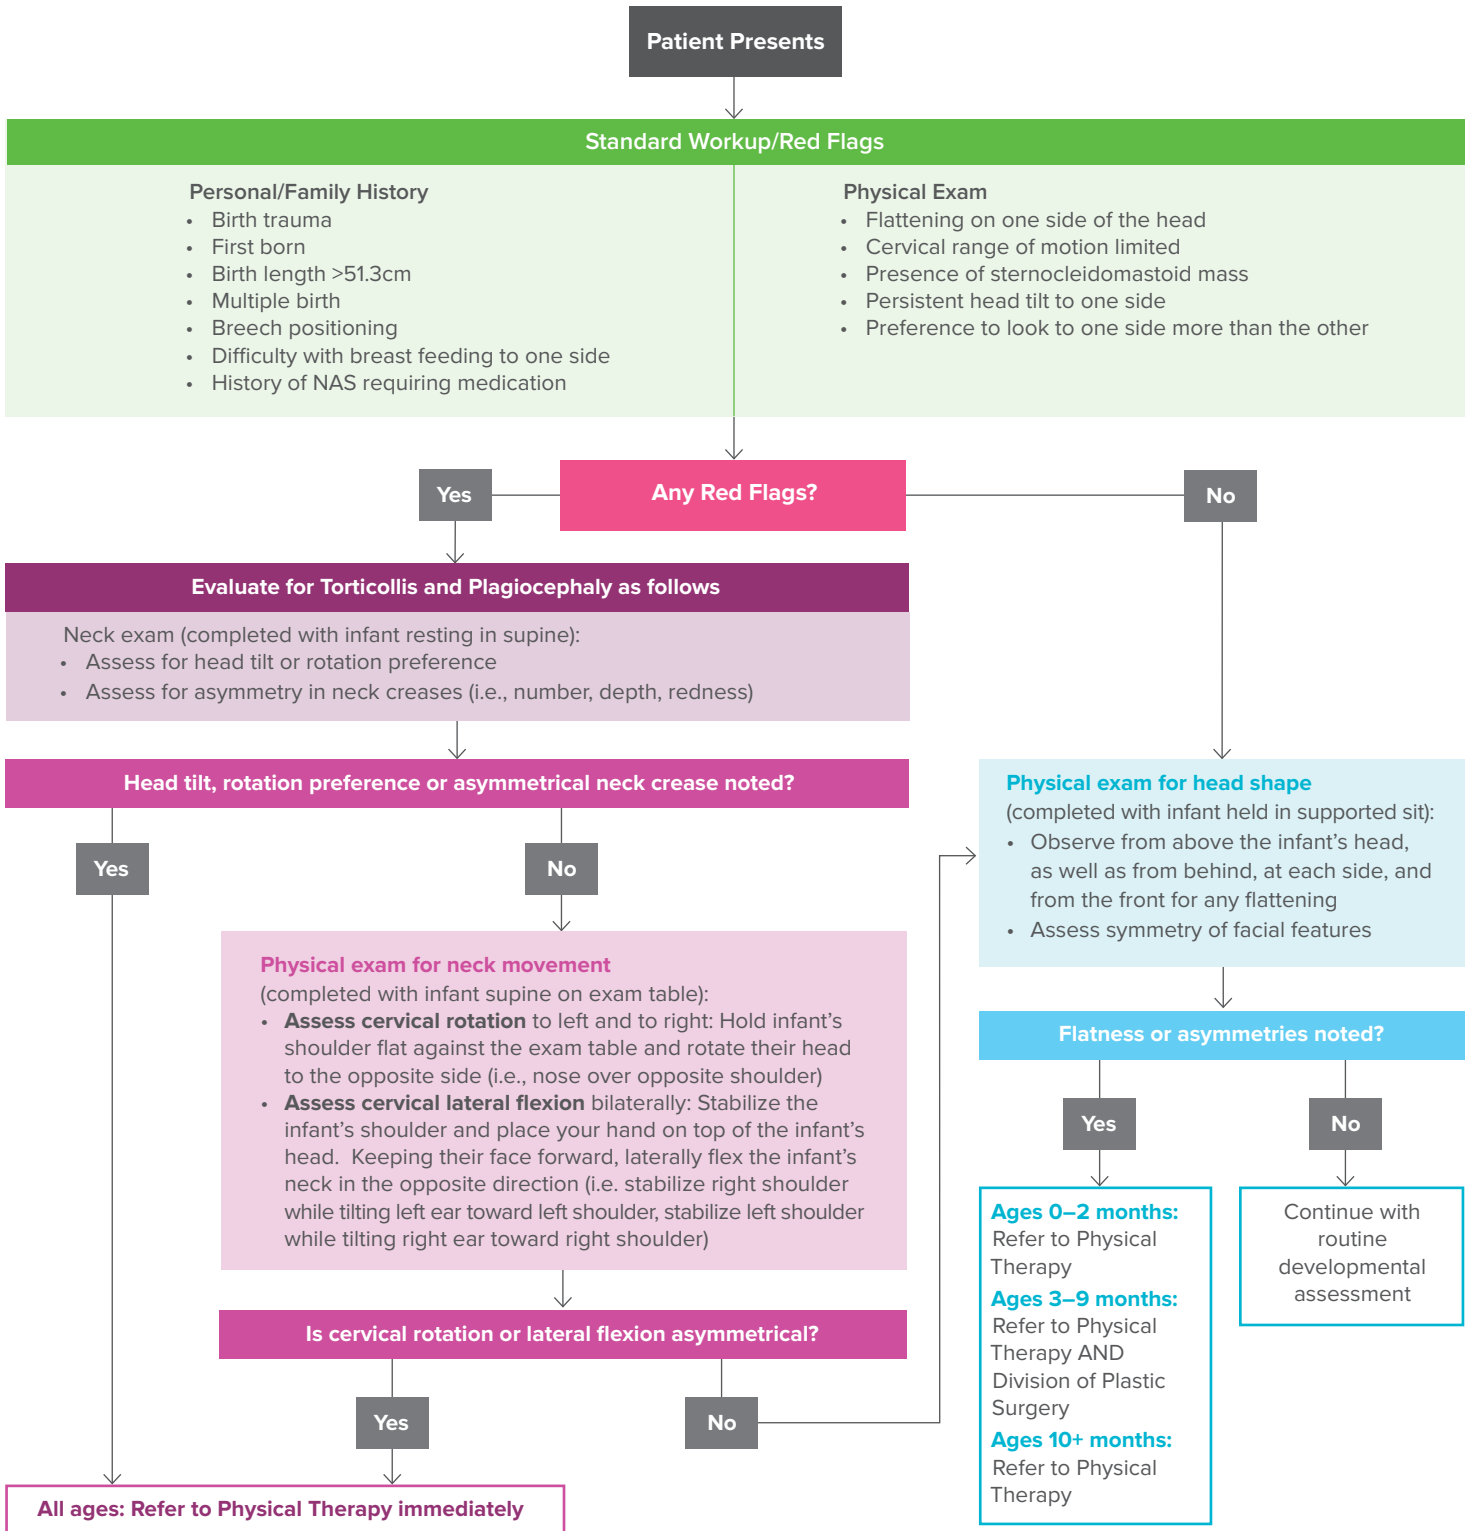 Patient Presents
Standard Workup/Red Flags
Personal/Family History
• Birth trauma
• First born
• Birth length >51.3cm
• Multiple birth
• Breech positioning
• Difficulty with breast feeding to one side
• History of NAS requiring medication
Physical Exam
• Flattening on one side of the head
• Cervical range of motion limited
• Presence of sternocleidomastoid mass
• Persistent head tilt to one side
• Preference to look to one side more than the other
Any Red Flags?
Yes
No
Evaluate for Torticollis and Plagiocephaly as follows
Neck exam (completed with infant resting in supine):
• Assess for head tilt or rotation preference
• Assess for asymmetry in neck creases (i.e., number, depth, redness)
Head tilt, rotation preference or asymmetrical neck crease noted?
Yes
No
Physical exam for neck movement
(completed with infant supine on exam table):
• Assess cervical rotation to left and to right: Hold infant's
shoulder flat against the exam table and rotate their head
to the opposite side (i.e., nose over opposite shoulder)
• Assess cervical lateral flexion bilaterally: Stabilize the
infant's shoulder and place your hand on top of the infant's
head.  Keeping their face forward, laterally flex the infant's
neck in the opposite direction (i.e. stabilize right shoulder
while tilting left ear toward left shoulder, stabilize left shoulder
while tilting right ear toward right shoulder)
Is cervical rotation or lateral flexion asymmetrical?
Yes
No
All ages: Refer to Physical Therapy immediately
Physical exam for head shape
(completed with infant held in supported sit):
• Observe from above the infant's head,
as well as from behind, at each side, and
from the front for any flattening
• Assess symmetry of facial features
Flatness or asymmetries noted?
Yes
No
Ages 0–2 months:
Refer to Physical
Therapy
Ages 3–9 months:
Refer to Physical
Therapy AND
Division of Plastic
Surgery
Ages 10+ months:
Refer to Physical
Therapy
Continue with
routine
developmental
assessment